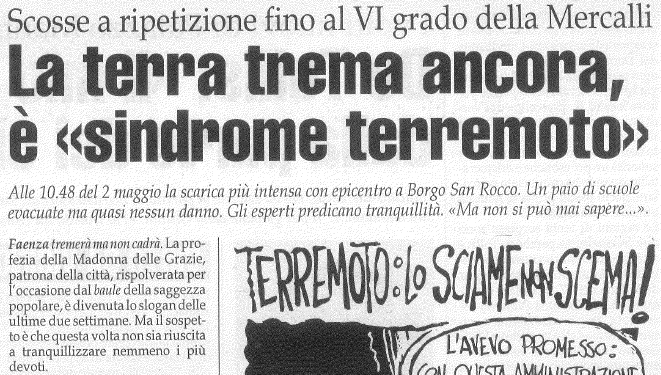 Scosse a ripetizione fino al VI grado della Mercalli
La terra trema ancora,
è «sindrome terremoto»
Alle 10.48 del 2 maggio la scarica più intensa con epicentro a Borgo San Rocco. Un paio di scuole
evacuate ma quasi nessun danno. Gli esperti predicano tranquillità. «Ma non si può mai sapere...».
Faenza tremerà ma non cadrà. La pro-
fezia della Madonna delle Grazie,
patrona della città, rispolverata per
l'occasione dal baule della saggezza
popolare, è divenuta lo slogan delle
ultime due settimane. Ma il sospet-
to è che questa volta non sia riuscita
a tranquillizzare nemmeno i più
devoti.
TERREMOTO: LO SCIAME NON SCEMA!
L'AVEVO PROMESSO:
CON QUESTA AMMINISTRAZIONE